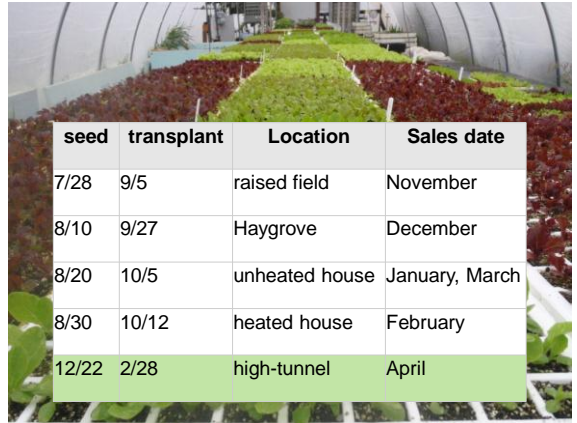 seed transplant Location Sales date
7/28 9/5 raised field November
8/10 9/27 Haygrove December
8/20 10/5 unheated house January, March
8/30 10/12 heated house February
12/22 2/28 high-tunnel April